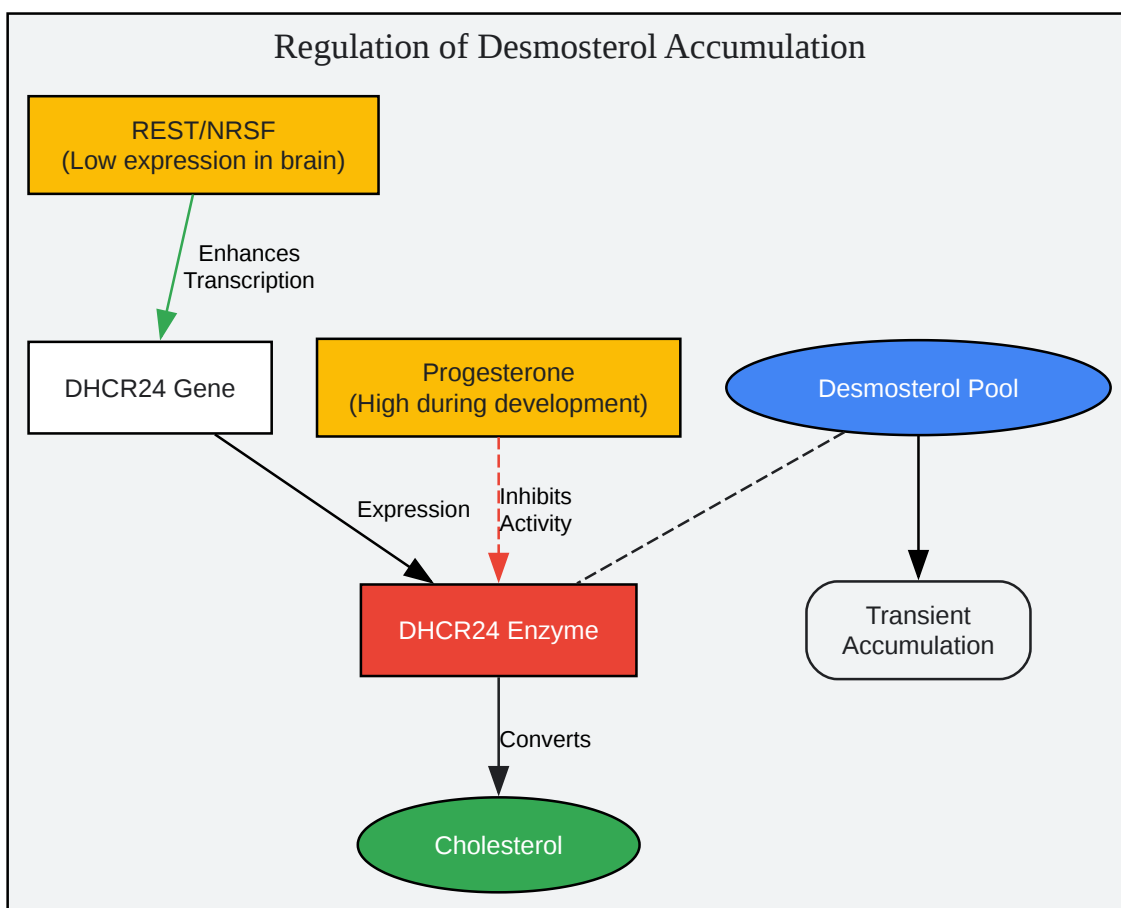 Regulation of Desmosterol Accumulation
REST/NRSF
(Low expression in brain)
Enhances
Transcription
DHCR24 Gene
Progesterone
(High during development)
Desmosterol Pool
Expression
Inhibits
Activity
DHCR24 Enzyme
Transient
Accumulation
Converts
Cholesterol